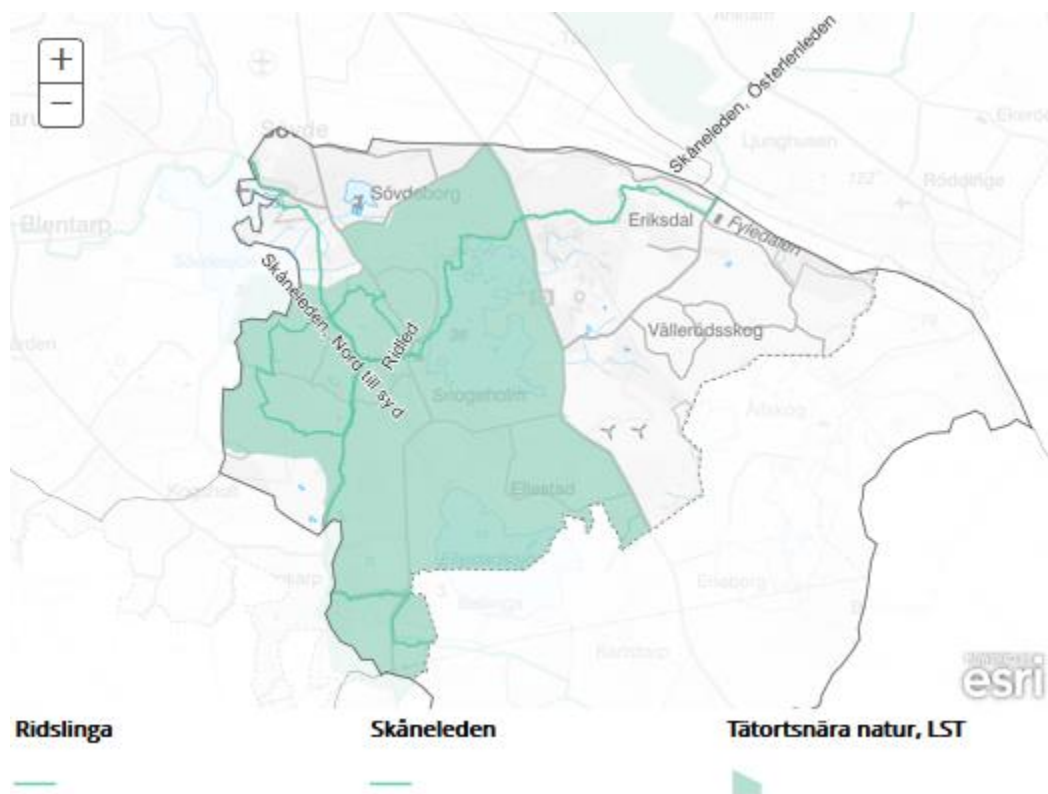 +
−
Sövde
Skåneleden, Österlenleden
Ljunghusen
Röddinge
Sövdeborg
Eriksdal
Fyledalen
Blentarp
Skåneleden, Nord till syd
Ridled
Vällerödsskog
Snogeholm
Ellestad
esri
Ridslinga
Skåneleden
Tätortsnära natur, LST